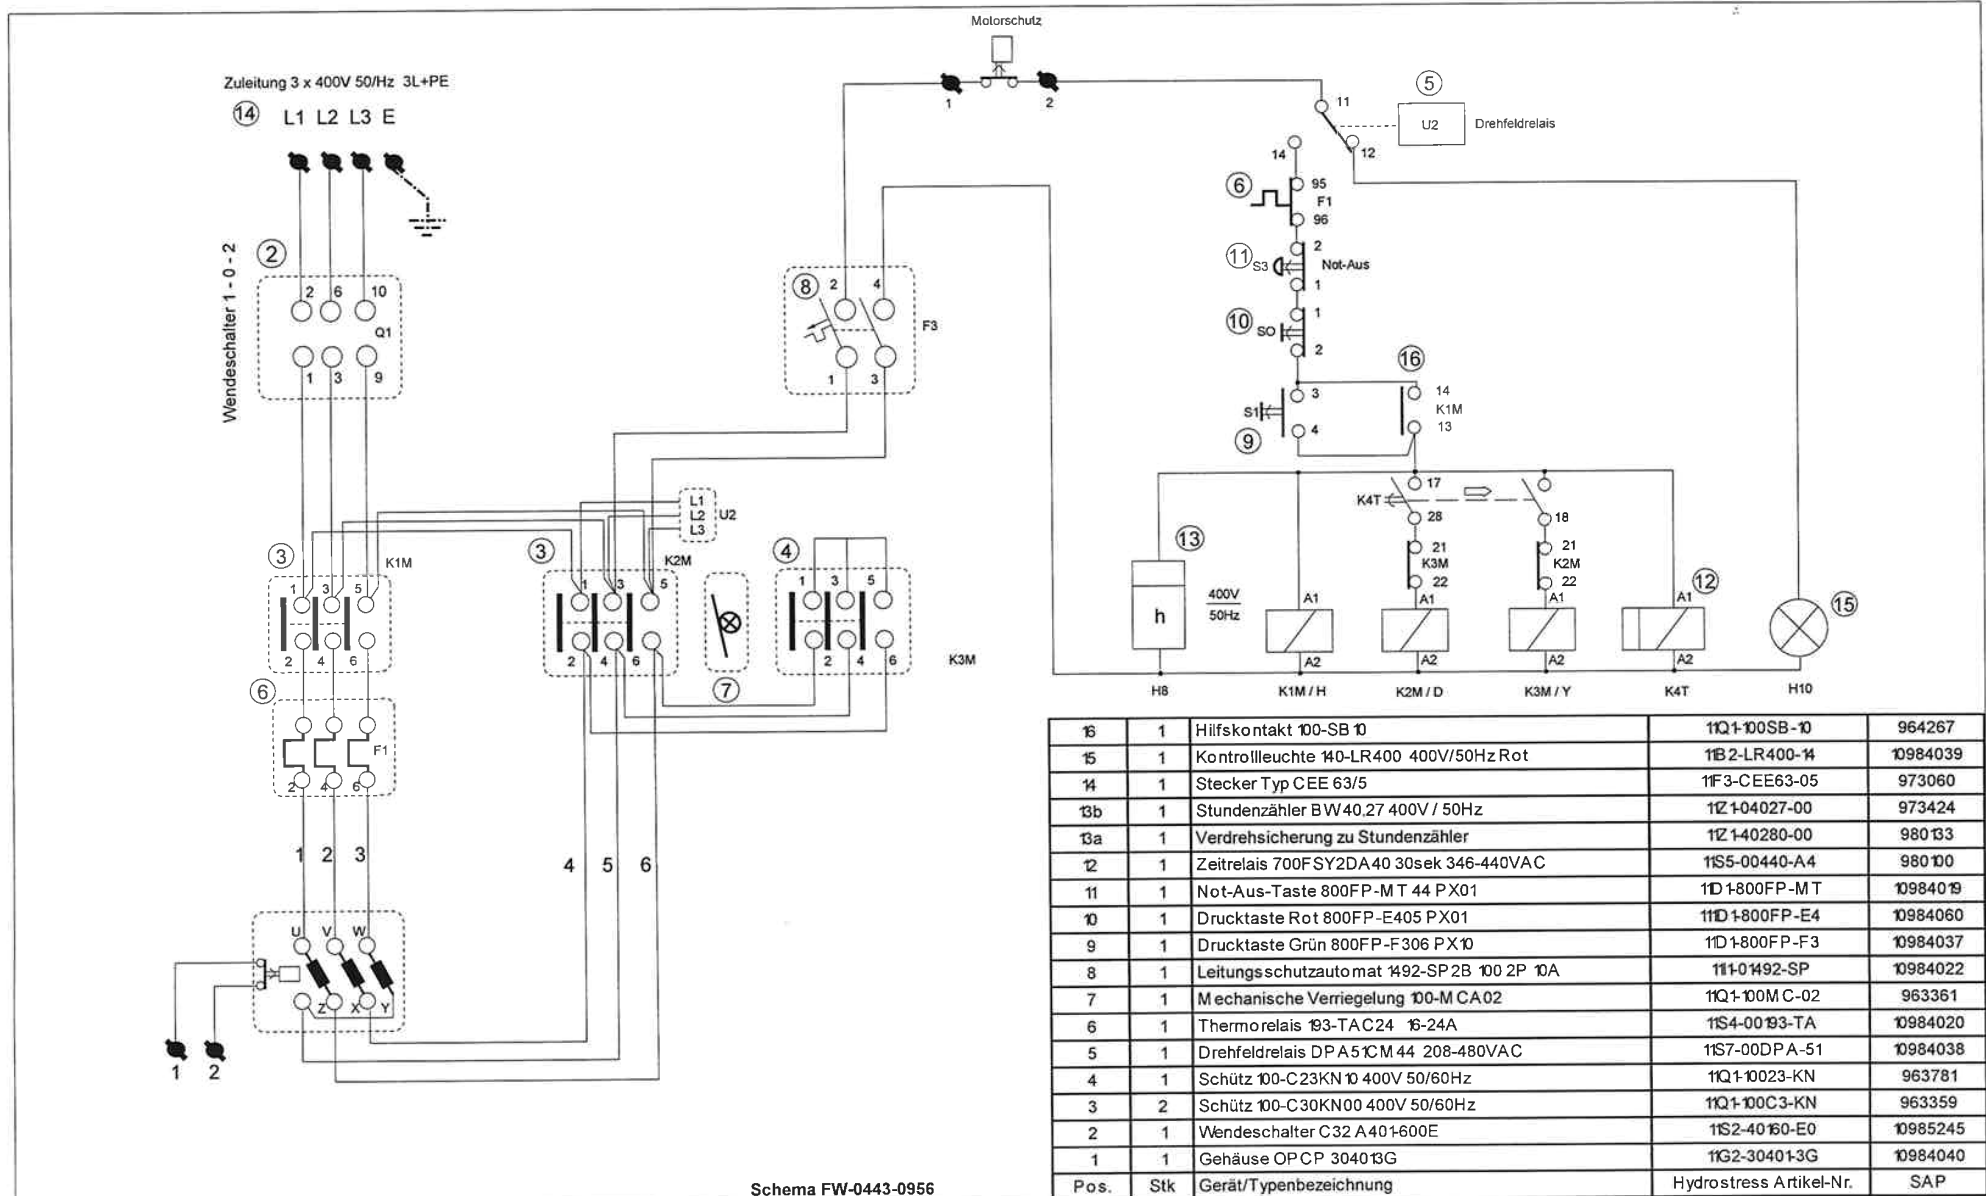 Motorschutz
1
2
Zuleitung 3 x 400V 50/Hz 3L+PE
14 L1 L2 L3 E
Wendeschalter 1 - 0 - 2
2
2 6 10
Q1
1 3 9
5
11
U2 Drehfeldrelais
12
14
6
95
F1
96
11 S3 2
Not-Aus
1
10 SO 1
2
16
3
14
S1
K1M
9 4
13
8 2 4
F3
1 3
L1
L2 U2
L3
3 K1M
1 3 5
2 4 6
3 K2M
1 3 5
2 4 6
7
4
1 3 5
2 4 6
K3M
6
F1
2 4 6
1 2 3
4 5 6
U V W
Z X Y
1 2
K4T 17
28
18
21
K3M
22
21
K2M
22
13
h
400V
50Hz
A1 A1 A1 12 A1
15
A2 A2 A2 A2
H8 K1M / H K2M / D K3M / Y K4T H10
16 1 Hilfskontakt 100-SB10 11Q1-100SB-10 964267
15 1 Kontrollleuchte 140-LR400 400V/50Hz Rot 11B2-LR400-14 10984039
14 1 Stecker Typ CEE 63/5 11F3-CEE63-05 973060
13b 1 Stundenzähler BW40,27 400V / 50Hz 11Z1-04027-00 973424
13a 1 Verdrehsicherung zu Stundenzähler 11Z1-40280-00 980133
12 1 Zeitrelais 700FSY2DA40 30sek 346-440VAC 11S5-00440-A4 980100
11 1 Not-Aus-Taste 800FP-MT 44 PX01 11D1-800FP-MT 10984019
10 1 Drucktaste Rot 800FP-E405 PX01 111D1-800FP-E4 10984060
9 1 Drucktaste Grün 800FP-F306 PX10 11D1-800FP-F3 10984037
8 1 Leitungsschutzautomat 1492-SP2B 100 2P 10A 11I1-01492-SP 10984022
7 1 Mechanische Verriegelung 100-MCA02 11Q1-100MC-02 963361
6 1 Thermorelais 193-TAC24 16-24A 11S4-00193-TA 10984020
5 1 Drehfeldrelais DPA51CM44 208-480VAC 11S7-00DPA-51 10984038
4 1 Schütz 100-C23KN10 400V 50/60Hz 11Q1-10023-KN 963781
3 2 Schütz 100-C30KN00 400V 50/60Hz 11Q1-100C3-KN 963359
2 1 Wendeschalter C32 A401-600E 11S2-40160-E0 10985245
1 1 Gehäuse OPCP 304013G 11G2-30401-3G 10984040
Pos. Stk Gerät/Typenbezeichnung Hydrostress Artikel-Nr. SAP
Schema FW-0443-0956